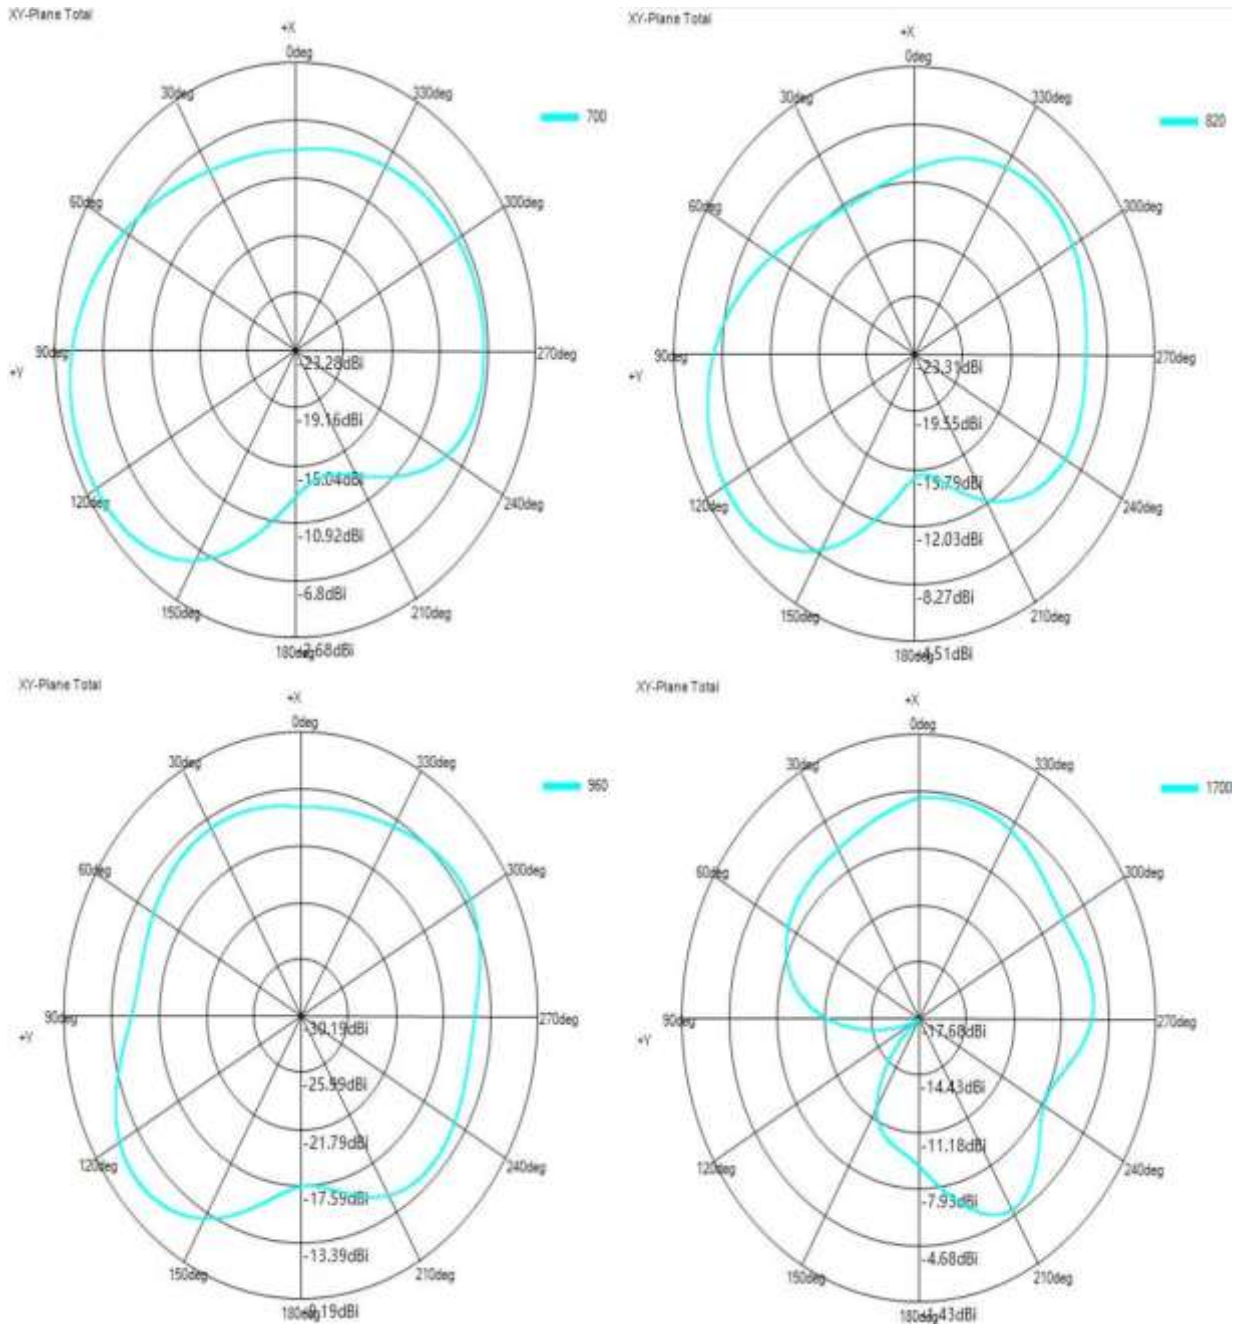 XY-Plane Total
+X
0deg
30deg
330deg
700
60deg
300deg
90deg
270deg
+Y
-23.28dBi
-19.16dBi
-15.04dBi
120deg
240deg
-10.92dBi
-6.8dBi
150deg
210deg
180deg
XY-Plane Total
+X
0deg
30deg
330deg
820
60deg
300deg
90deg
270deg
+Y
-23.31dBi
-19.55dBi
-15.79dBi
120deg
240deg
-12.03dBi
-8.27dBi
150deg
210deg
180deg
XY-Plane Total
+X
0deg
30deg
330deg
960
60deg
300deg
90deg
270deg
+Y
-30.19dBi
-25.99dBi
-21.79dBi
120deg
240deg
-17.59dBi
-13.39dBi
150deg
210deg
XY-Plane Total
+X
0deg
30deg
330deg
1700
60deg
300deg
90deg
270deg
+Y
-17.68dBi
-14.43dBi
-11.18dBi
120deg
240deg
-7.93dBi
-4.68dBi
150deg
210deg